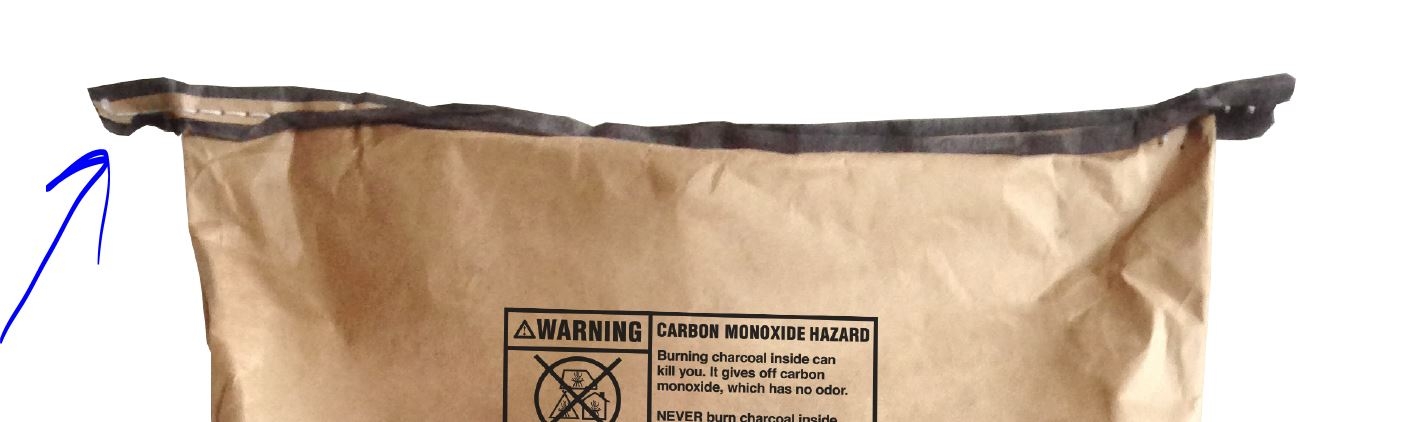 WARNING
CARBON MONOXIDE HAZARD
Burning charcoal inside can
kill you. It gives off carbon
monoxide, which has no odor.
NEVER burn charcoal inside